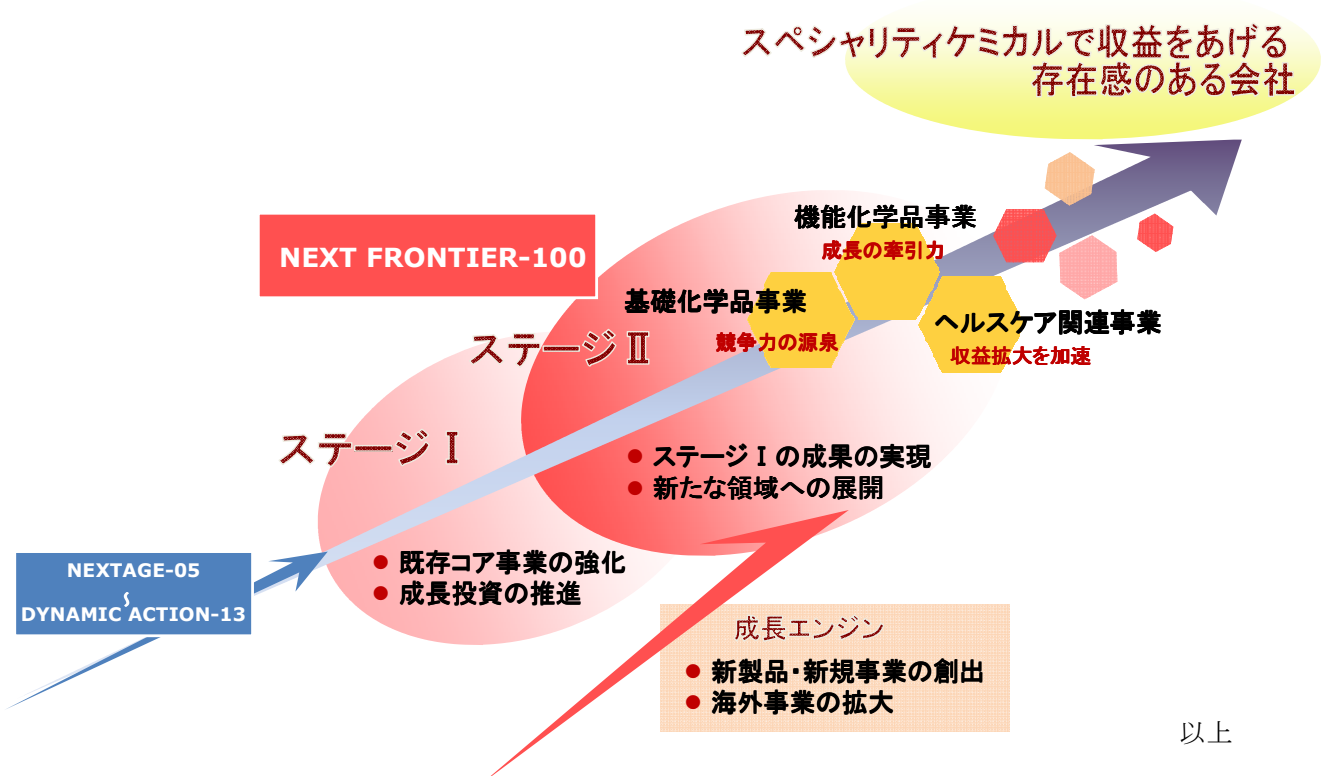 スペシャリティケミカルで収益をあげる
存在感のある会社
NEXT FRONTIER-100
機能化学品事業
成長の牽引力
基礎化学品事業
競争力の源泉
ヘルスケア関連事業
収益拡大を加速
ステージⅡ
ステージⅠ
● ステージⅠの成果の実現
● 新たな領域への展開
● 既存コア事業の強化
● 成長投資の推進
NEXTAGE-05
~
DYNAMIC ACTION-13
成長エンジン
● 新製品・新規事業の創出
● 海外事業の拡大
以上